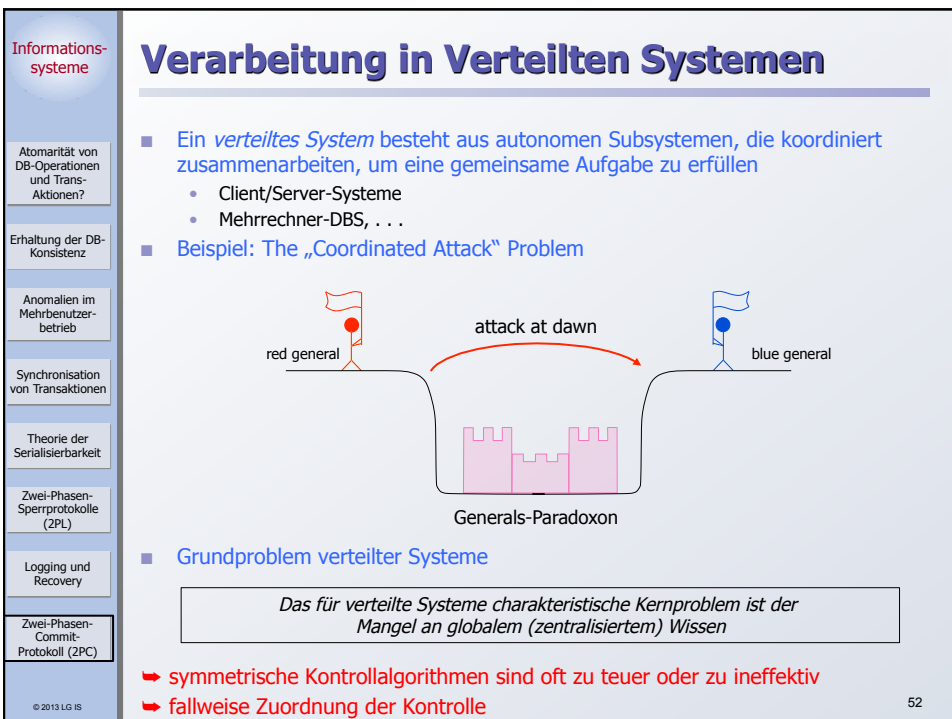 Informations-
systeme
Atomarität von
DB-Operationen
und Trans-
Aktionen?
Erhaltung der DB-
Konsistenz
Anomalien im
Mehrbenutzer-
betrieb
Synchronisation
von Transaktionen
Theorie der
Serialisierbarkeit
Zwei-Phasen-
Sperrprotokolle
(2PL)
Logging und
Recovery
Zwei-Phasen-
Commit-
Protokoll (2PC)
© 2013 LG IS
Verarbeitung in Verteilten Systemen
Ein verteiltes System besteht aus autonomen Subsystemen, die koordiniert
zusammenarbeiten, um eine gemeinsame Aufgabe zu erfüllen
• Client/Server-Systeme
• Mehrrechner-DBS, . . .
Beispiel: The „Coordinated Attack“ Problem
attack at dawn
red general
blue general
Generals-Paradoxon
Grundproblem verteilter Systeme
Das für verteilte Systeme charakteristische Kernproblem ist der
Mangel an globalem (zentralisiertem) Wissen
➥ symmetrische Kontrollalgorithmen sind oft zu teuer oder zu ineffektiv
➥ fallweise Zuordnung der Kontrolle
52